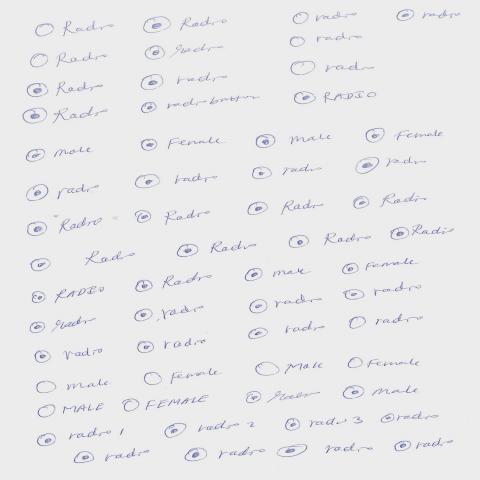 Radio Radio radio radio
Radio Radio radio
Radio radio radio
Radio radio button RADIO
male Female male Female
radio radio radio radio
Radio Radio Radio Radio
Radio Radio Radio Radio
RADIO Radio male Female
Radio radio radio radio
radio radio radio radio
male Female Male Female
MALE FEMALE Radio male
radio 1 radio 2 radio 3 radio
radio radio radio radio